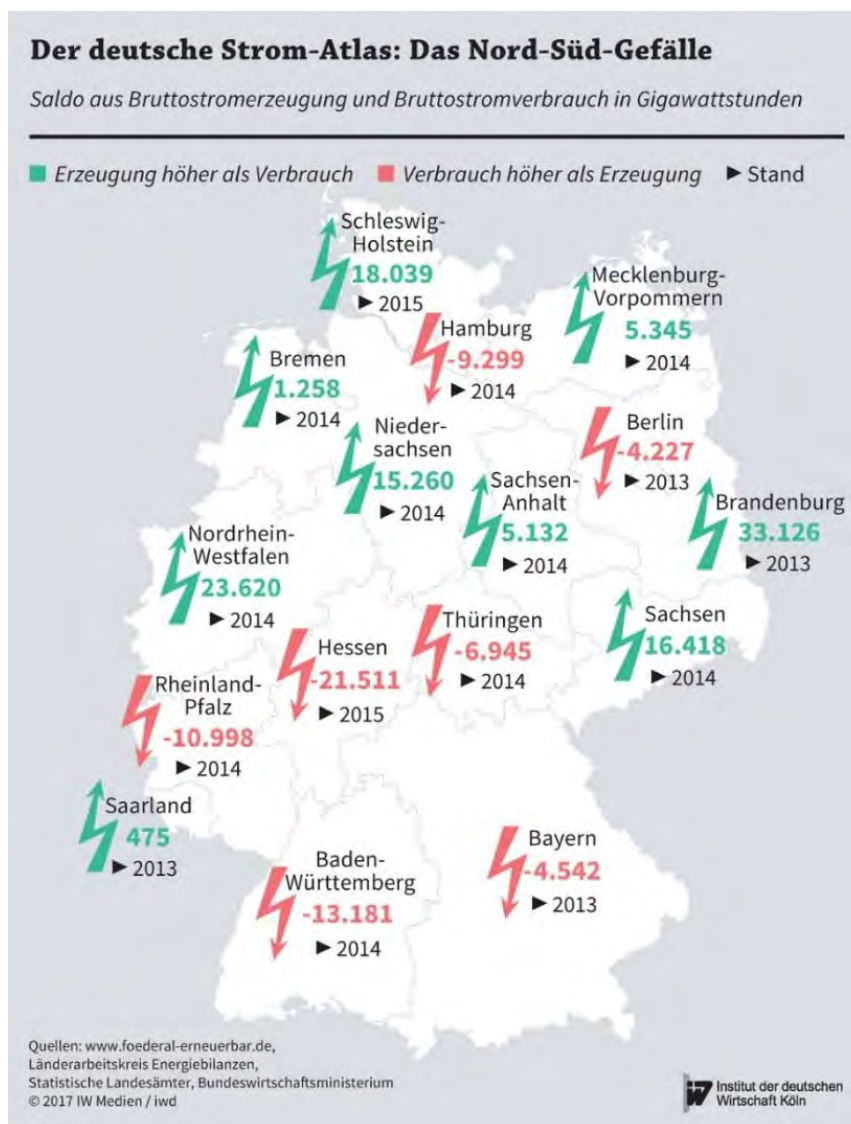 Der deutsche Strom-Atlas: Das Nord-Süd-Gefälle
Saldo aus Bruttostromerzeugung und Bruttostromverbrauch in Gigawattstunden
Erzeugung höher als Verbrauch Verbrauch höher als Erzeugung ► Stand
Schleswig-
Holstein
18.039
► 2015
Mecklenburg-
Vorpommern
5.345
► 2014
Hamburg
-9.299
► 2014
Bremen
1.258
► 2014
Nieder-
sachsen
15.260
► 2014
Berlin
-4.227
► 2013
Sachsen-
Anhalt
5.132
► 2014
Brandenburg
33.126
► 2013
Nordrhein-
Westfalen
23.620
► 2014
Hessen
-21.511
► 2015
Thüringen
-6.945
► 2014
Sachsen
16.418
► 2014
Rheinland-
Pfalz
-10.998
► 2014
Saarland
475
► 2013
Baden-
Württemberg
-13.181
► 2014
Bayern
-4.542
► 2013
Quellen: www.foederal-erneuerbar.de,
Länderarbeitskreis Energiebilanzen,
Statistische Landesämter, Bundeswirtschaftsministerium
© 2017 IW Medien / iwd
iw Institut der deutschen
Wirtschaft Köln